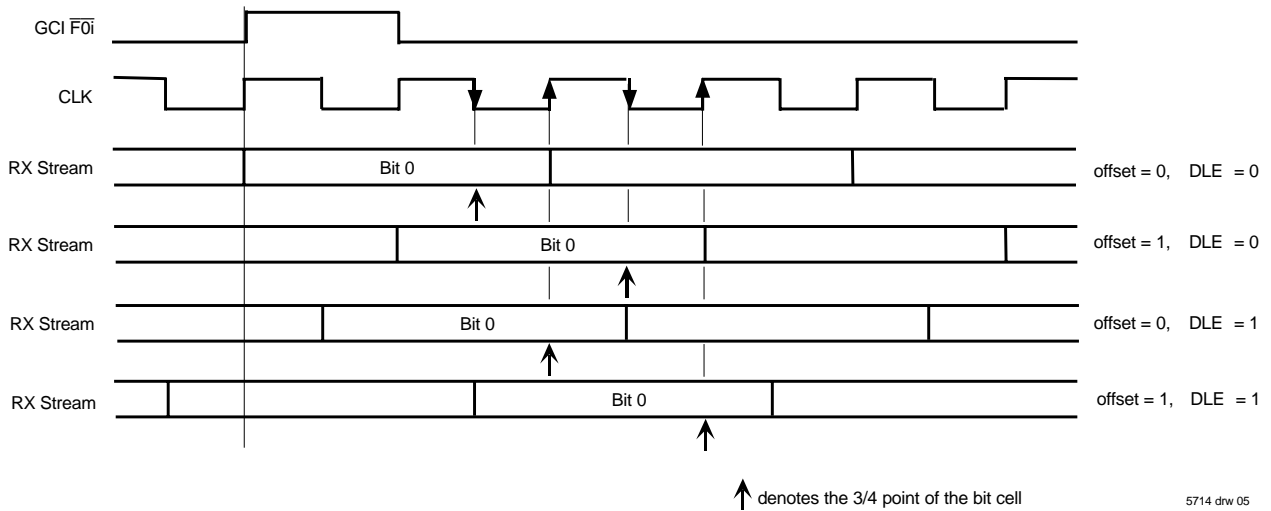 GCI F0i
CLK
RX Stream Bit 0 offset = 0, DLE = 0
RX Stream Bit 0 offset = 1, DLE = 0
RX Stream Bit 0 offset = 0, DLE = 1
RX Stream Bit 0 offset = 1, DLE = 1
denotes the 3/4 point of the bit cell
5714 drw 05